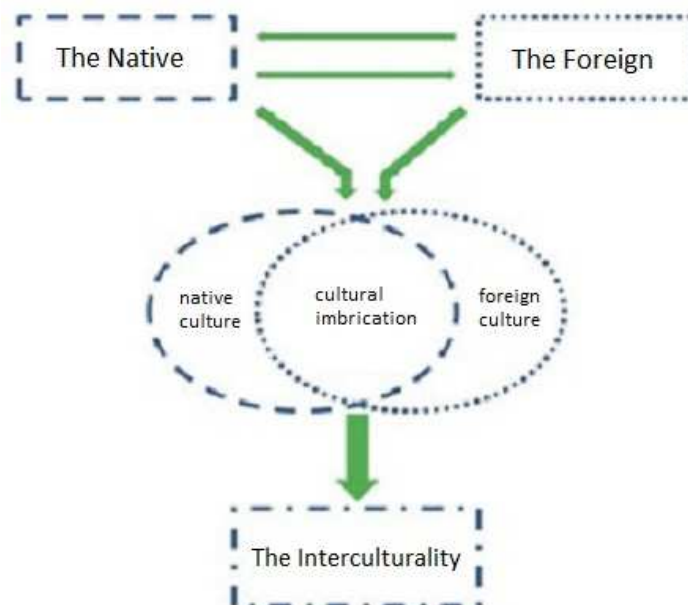 The Native
The Foreign
native
culture
cultural
imbrication
foreign
culture
The Interculturality